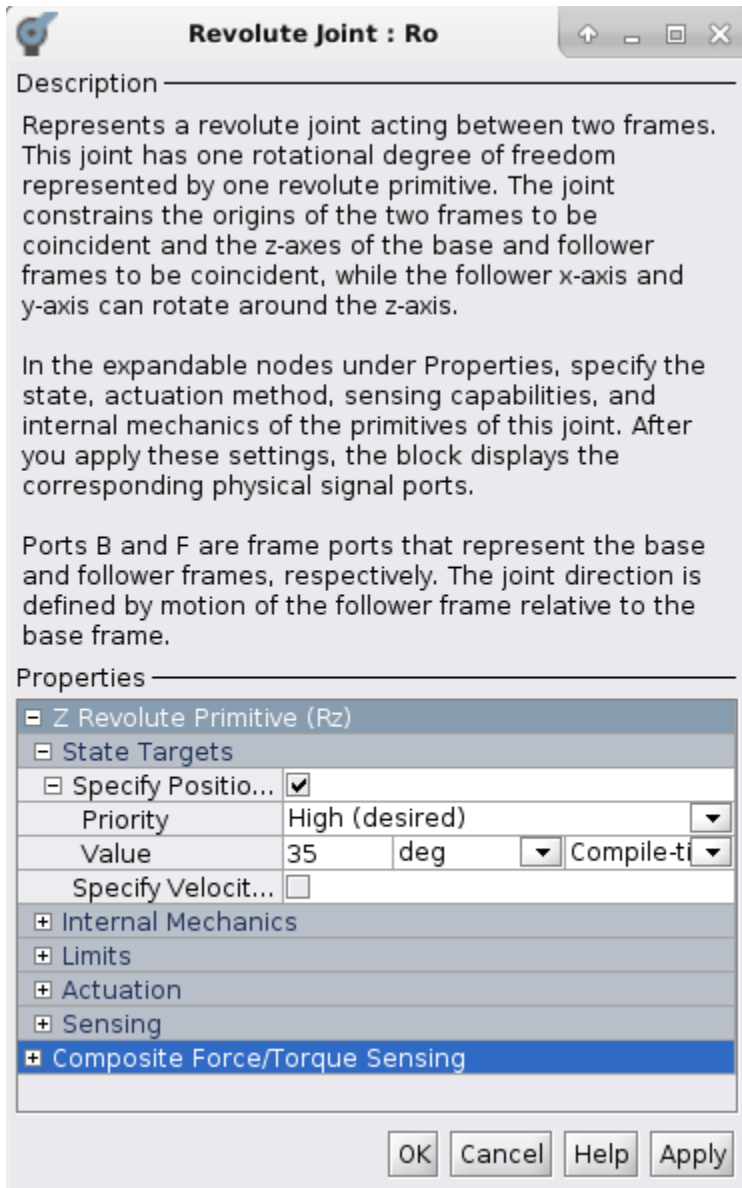 Revolute Joint : Ro
Description
Represents a revolute joint acting between two frames.
This joint has one rotational degree of freedom
represented by one revolute primitive. The joint
constrains the origins of the two frames to be
coincident and the z-axes of the base and follower
frames to be coincident, while the follower x-axis and
y-axis can rotate around the z-axis.
In the expandable nodes under Properties, specify the
state, actuation method, sensing capabilities, and
internal mechanics of the primitives of this joint. After
you apply these settings, the block displays the
corresponding physical signal ports.
Ports B and F are frame ports that represent the base
and follower frames, respectively. The joint direction is
defined by motion of the follower frame relative to the
base frame.
Properties
Z Revolute Primitive (Rz)
State Targets
Specify Positio...
Priority High (desired)
Value 35 deg Compile-ti
Specify Velocit...
Internal Mechanics
Limits
Actuation
Sensing
Composite Force/Torque Sensing
OK Cancel Help Apply